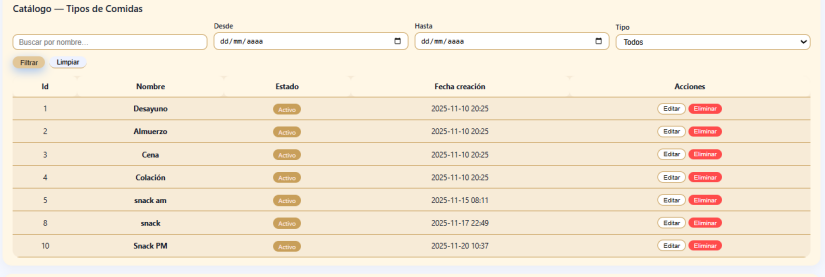 Catálogo — Tipos de Comidas
Desde Hasta Tipo
Buscar por nombre... dd/mm/aaaa dd/mm/aaaa Todos
Filtrar Limpiar
Id Nombre Estado Fecha creación Acciones
1 Desayuno Activo 2025-11-10 20:25 Editar Eliminar
2 Almuerzo Activo 2025-11-10 20:25 Editar Eliminar
3 Cena Activo 2025-11-10 20:25 Editar Eliminar
4 Colación Activo 2025-11-10 20:25 Editar Eliminar
5 snack am Activo 2025-11-15 08:11 Editar Eliminar
8 snack Activo 2025-11-17 22:49 Editar Eliminar
10 Snack PM Activo 2025-11-20 10:37 Editar Eliminar